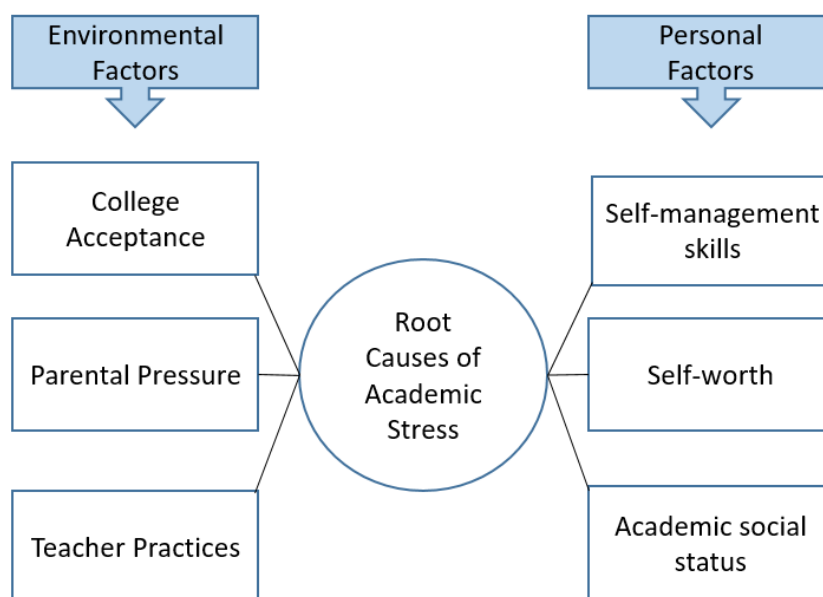 Environmental
Factors
Personal
Factors
College
Acceptance
Parental Pressure
Teacher Practices
Root
Causes of
Academic
Stress
Self-management
skills
Self-worth
Academic social
status